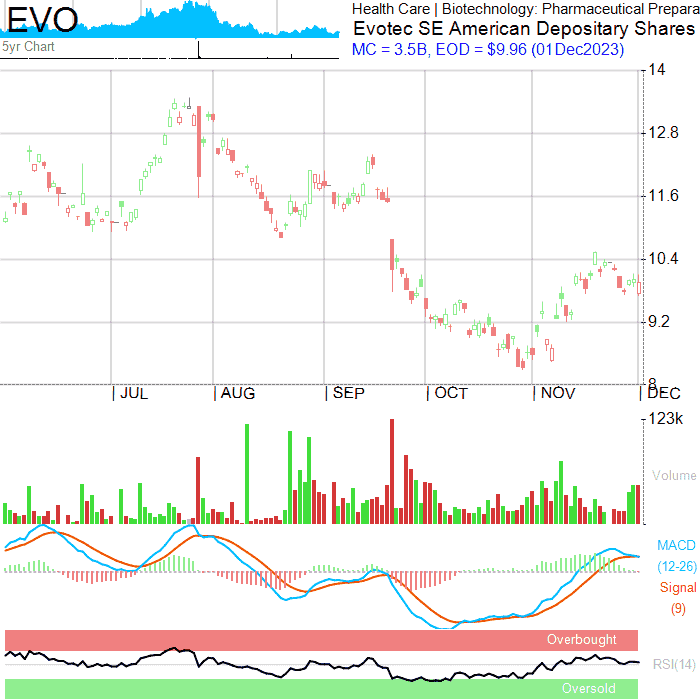 EVO
5yr Chart
Health Care | Biotechnology: Pharmaceutical Prepara
Evotec SE American Depositary Shares
MC = 3.5B, EOD = $9.96 (01Dec2023)
14
12.8
11.6
10.4
9.2
8
JUL
AUG
SEP
OCT
NOV
DEC
123k
Volume
MACD
(12-26)
Signal
(9)
Overbought
RSI(14)
Oversold